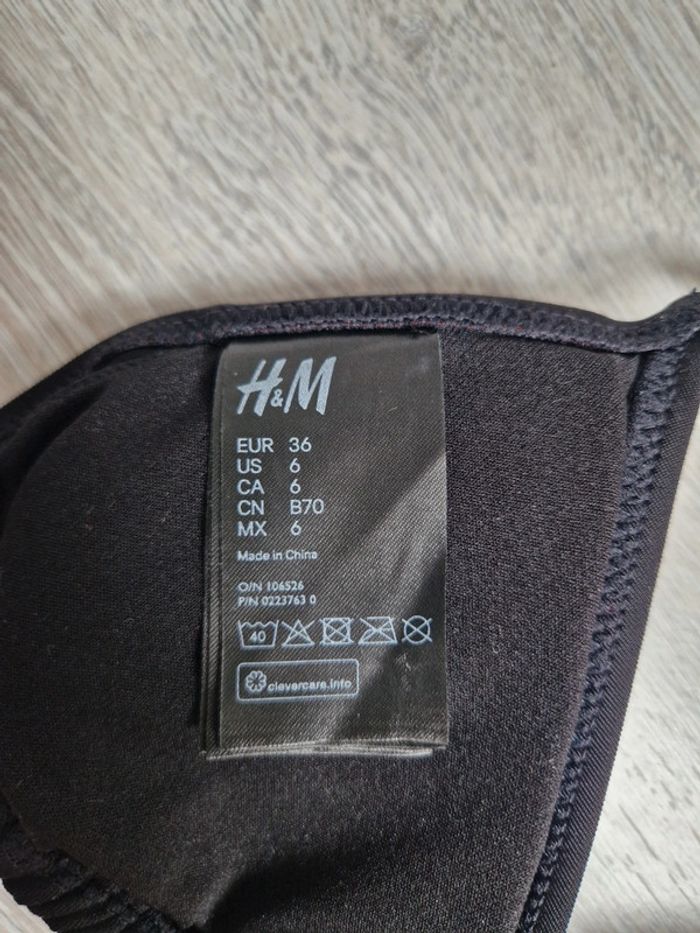 H&M
EUR 36
US 6
CA 6
CN B70
MX 6
Made in China
O/N 106526
P/N 0223763 0
40
clevercare.info